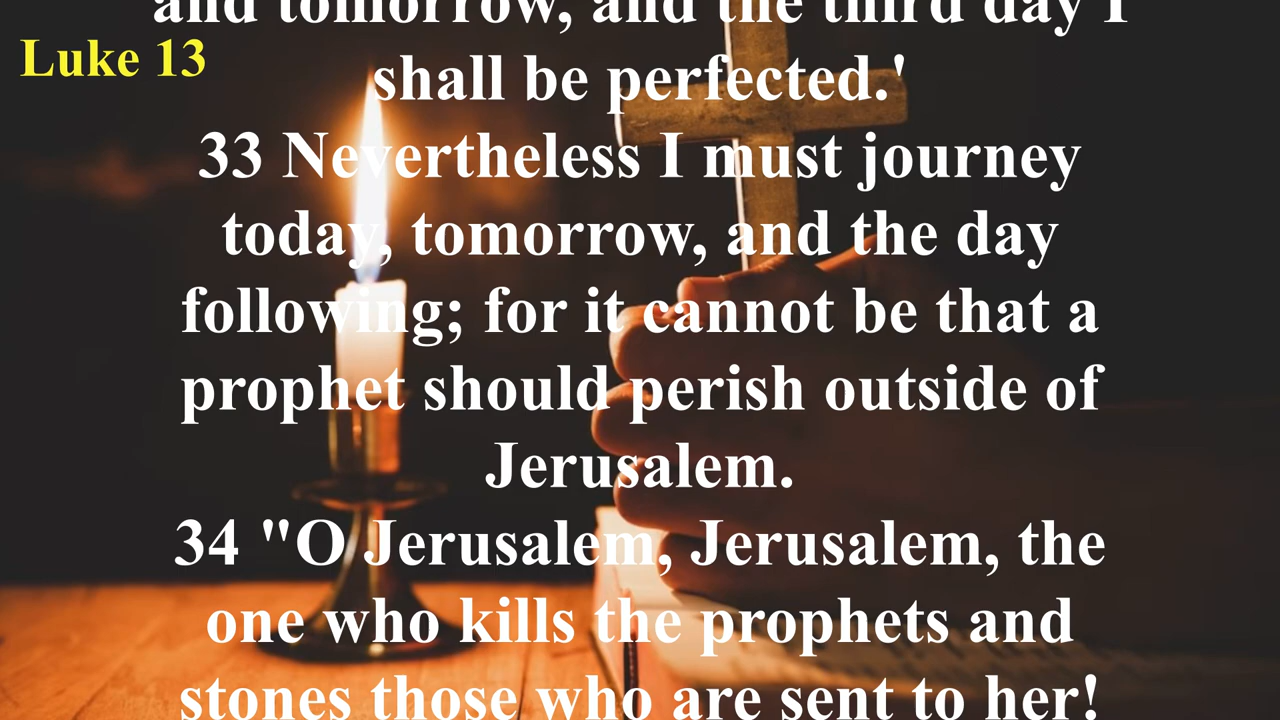 and tomorrow, and the third day I
Luke 13
shall be perfected.'
33 Nevertheless I must journey
today, tomorrow, and the day
following; for it cannot be that a
prophet should perish outside of
Jerusalem.
34 "O Jerusalem, Jerusalem, the
one who kills the prophets and
stones those who are sent to her!